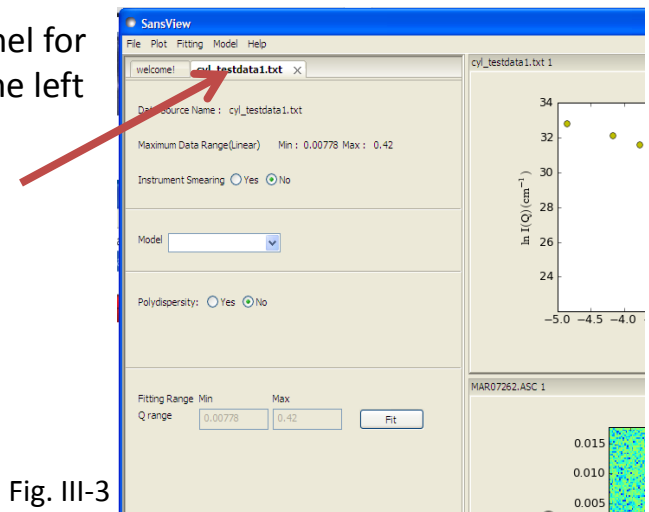 nel for
ne left
SansView
File Plot Fitting Model Help
welcome! cyl_testdata1.txt ×
Data Source Name : cyl_testdata1.txt
Maximum Data Range(Linear) Min : 0.00778 Max : 0.42
Instrument Smearing Yes No
Model
Polydispersity: Yes No
Fitting Range Min Max
Q range 0.00778 0.42 Fit
Fig. III-3
cyl_testdata1.txt 1
34
32
30
28
26
24
ln I(Q)(cm⁻¹)
−5.0 −4.5 −4.0
MAR07262.ASC 1
0.015
0.010
0.005